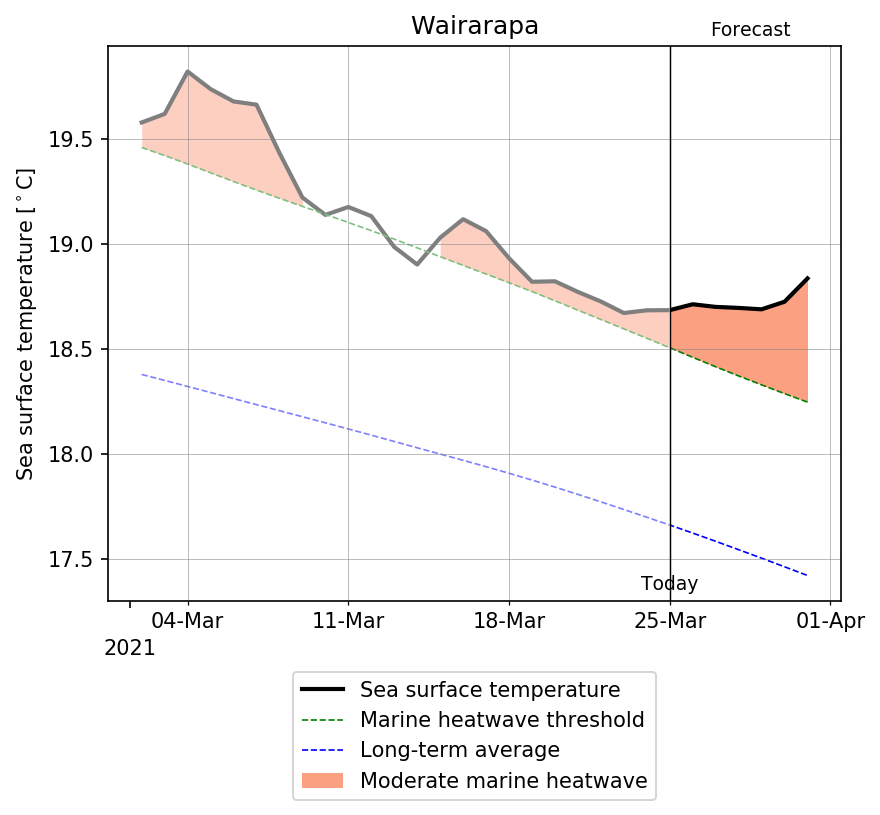 Wairarapa
Forecast
Sea surface temperature [°C]
19.5
19.0
18.5
18.0
17.5
Today
04-Mar 11-Mar 18-Mar 25-Mar 01-Apr
2021
Sea surface temperature
Marine heatwave threshold
Long-term average
Moderate marine heatwave